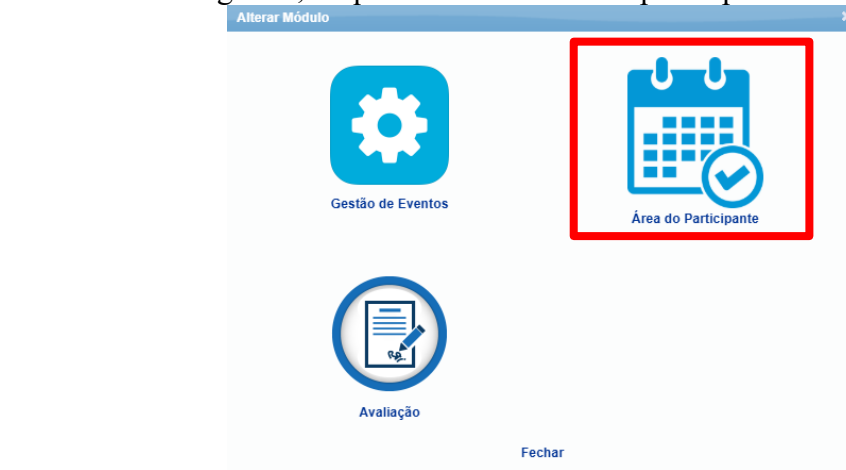 Alterar Módulo
Gestão de Eventos
Área do Participante
Avaliação
Fechar